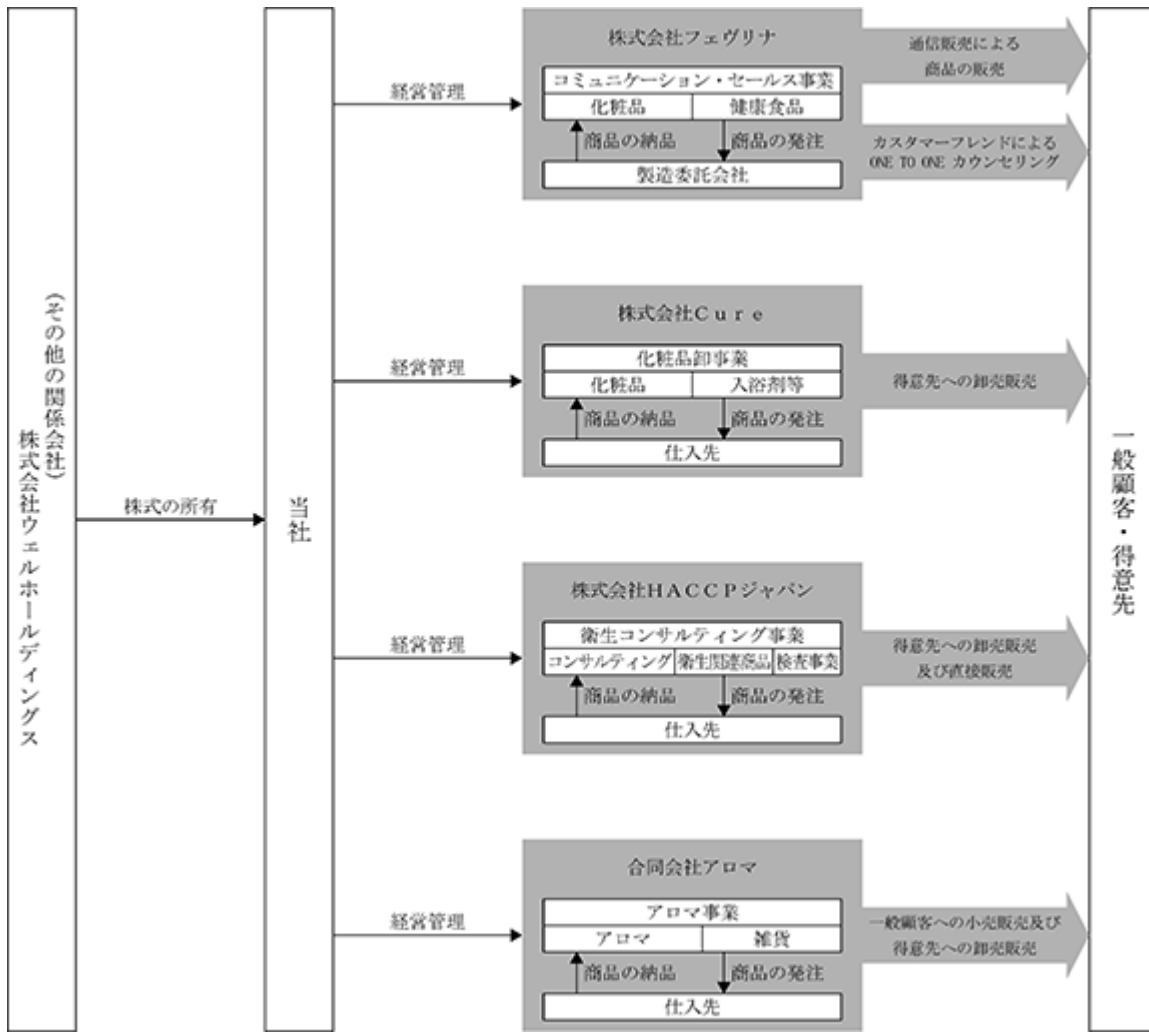 (その他の関係会社)
株式会社ウェルホールディングス
株式の所有
当社
経営管理
株式会社フェヴリナ
コミュニケーション・セールス事業
化粧品
健康食品
商品の納品
商品の発注
製造委託会社
通信販売による
商品の販売
カスタマーフレンドによる
ONE TO ONE カウンセリング
経営管理
株式会社Cure
化粧品卸事業
化粧品
入浴剤等
商品の納品
商品の発注
仕入先
得意先への卸売販売
経営管理
株式会社HACCPジャパン
衛生コンサルティング事業
コンサルティング
衛生関連商品
検査事業
商品の納品
商品の発注
仕入先
得意先への卸売販売
及び直接販売
経営管理
合同会社アロマ
アロマ事業
アロマ
雑貨
商品の納品
商品の発注
仕入先
一般顧客への小売販売及び
得意先への卸売販売
一般顧客・得意先